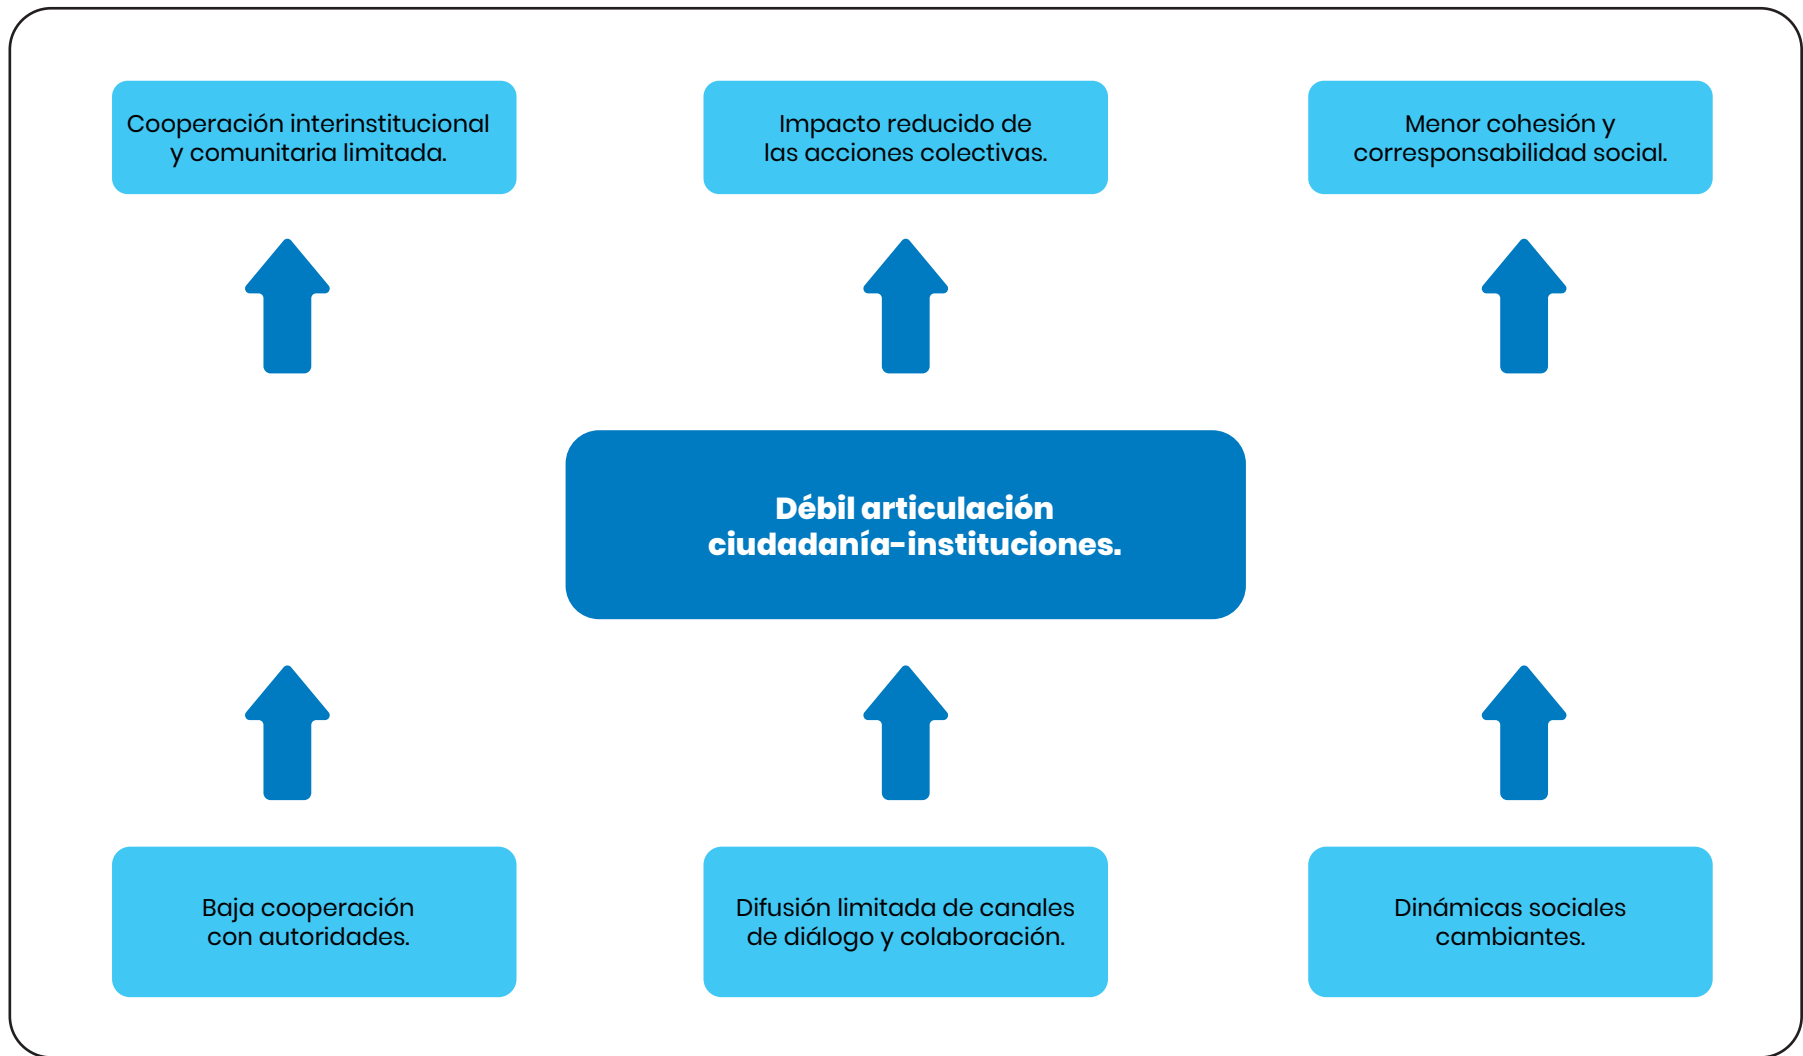 Cooperación interinstitucional
y comunitaria limitada.
Impacto reducido de
las acciones colectivas.
Menor cohesión y
corresponsabilidad social.
Débil articulación
ciudadanía-instituciones.
Baja cooperación
con autoridades.
Difusión limitada de canales
de diálogo y colaboración.
Dinámicas sociales
cambiantes.